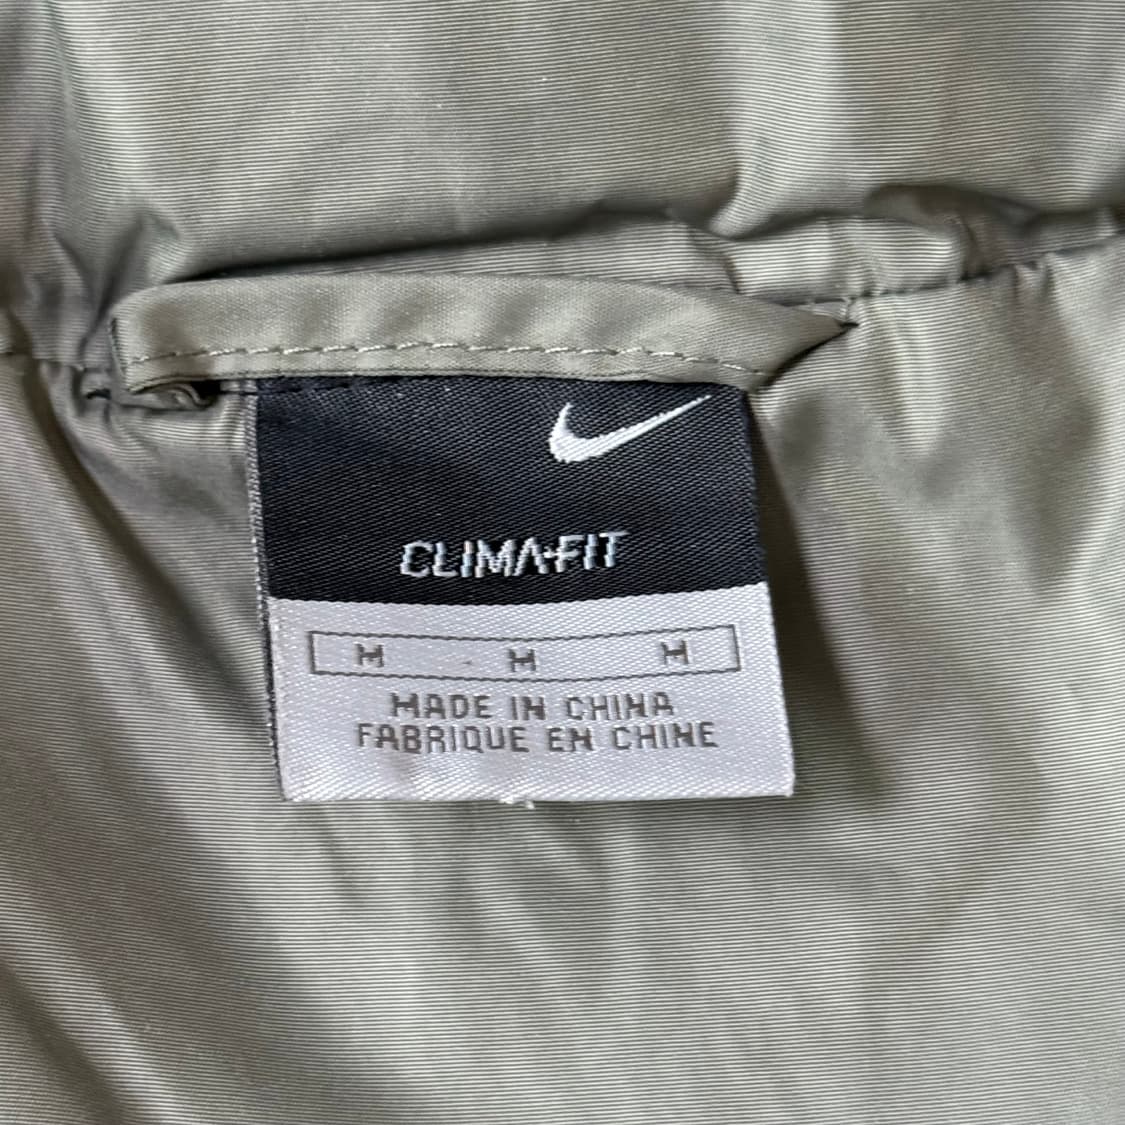 CLIMA-FIT
M M M
MADE IN CHINA
FABRIQUE EN CHINE